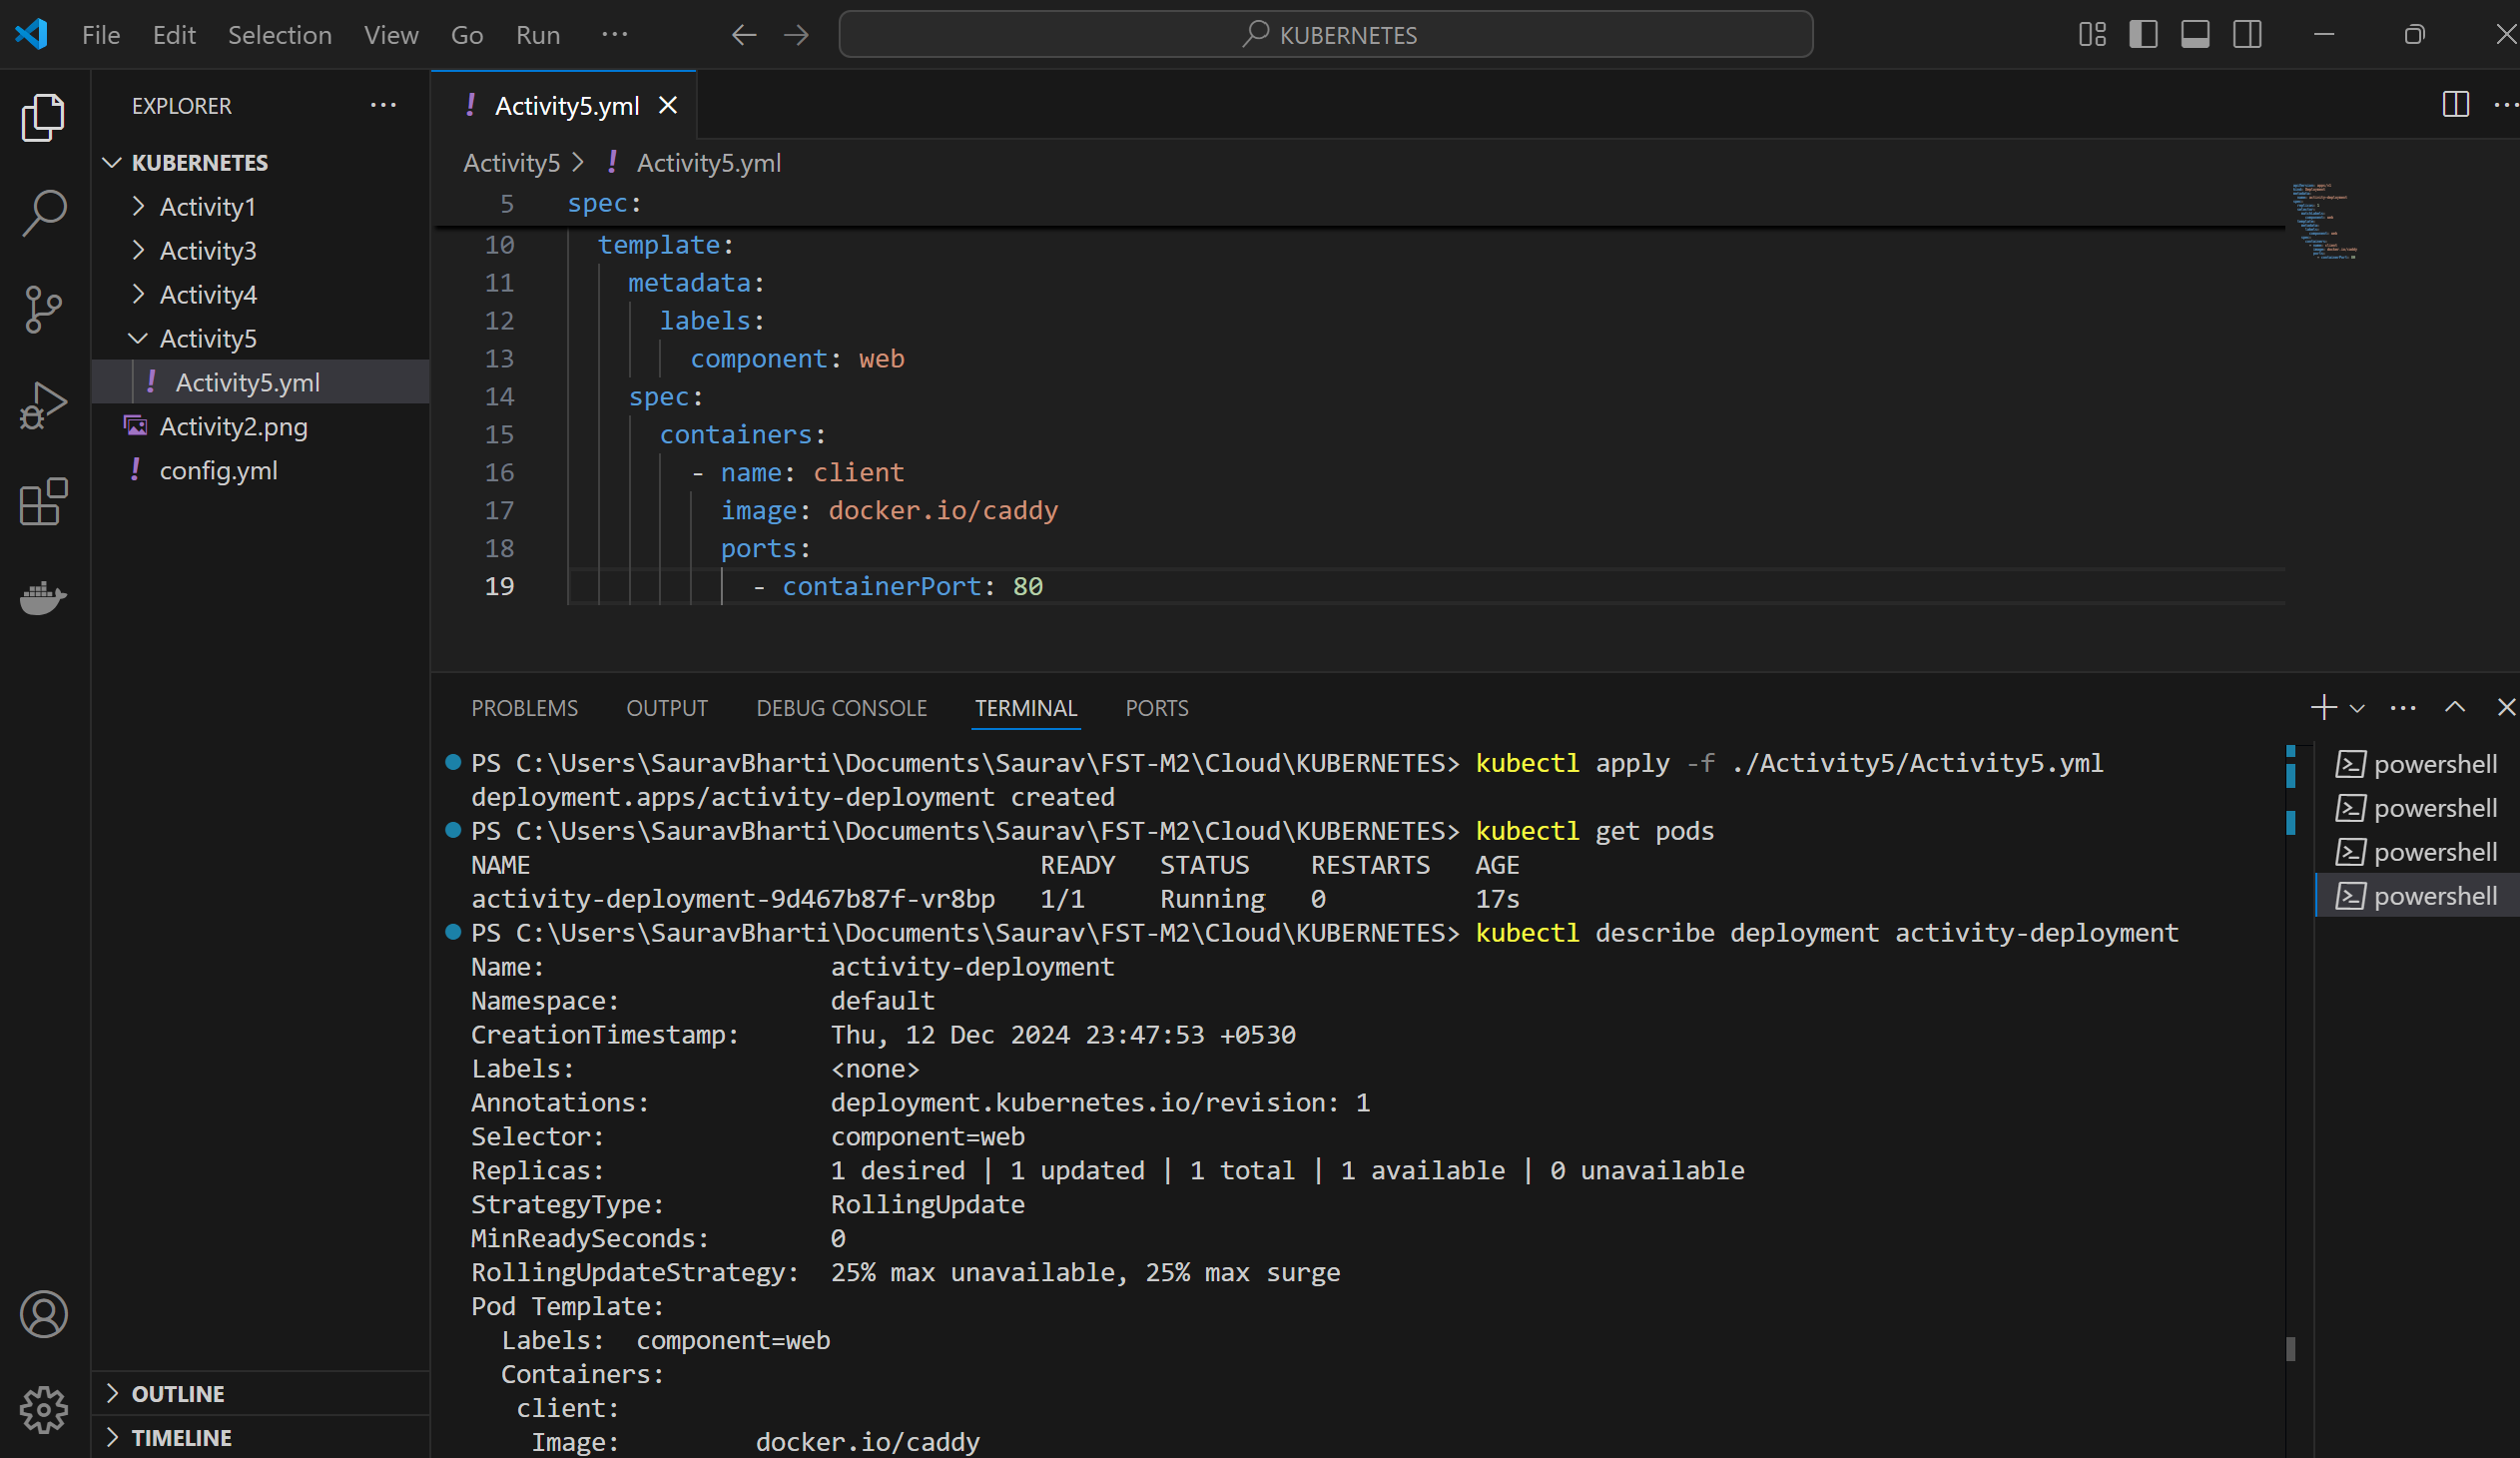 File Edit Selection View Go Run ···
KUBERNETES
EXPLORER
KUBERNETES
Activity1
Activity3
Activity4
Activity5
! Activity5.yml
Activity2.png
! config.yml
OUTLINE
TIMELINE
! Activity5.yml
Activity5 > ! Activity5.yml
5 spec:
10 template:
11 metadata:
12 labels:
13 component: web
14 spec:
15 containers:
16 - name: client
17 image: docker.io/caddy
18 ports:
19 - containerPort: 80
PROBLEMS OUTPUT DEBUG CONSOLE TERMINAL PORTS
PS C:\Users\SauravBharti\Documents\Saurav\FST-M2\Cloud\KUBERNETES> kubectl apply -f ./Activity5/Activity5.yml
deployment.apps/activity-deployment created
PS C:\Users\SauravBharti\Documents\Saurav\FST-M2\Cloud\KUBERNETES> kubectl get pods
NAME READY STATUS RESTARTS AGE
activity-deployment-9d467b87f-vr8bp 1/1 Running 0 17s
PS C:\Users\SauravBharti\Documents\Saurav\FST-M2\Cloud\KUBERNETES> kubectl describe deployment activity-deployment
Name: activity-deployment
Namespace: default
CreationTimestamp: Thu, 12 Dec 2024 23:47:53 +0530
Labels: <none>
Annotations: deployment.kubernetes.io/revision: 1
Selector: component=web
Replicas: 1 desired | 1 updated | 1 total | 1 available | 0 unavailable
StrategyType: RollingUpdate
MinReadySeconds: 0
RollingUpdateStrategy: 25% max unavailable, 25% max surge
Pod Template:
Labels: component=web
Containers:
client:
Image: docker.io/caddy
powershell
powershell
powershell
powershell